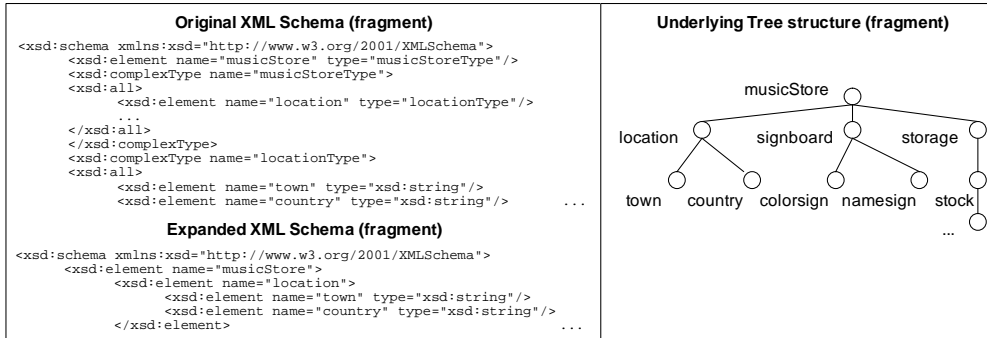 Original XML Schema (fragment)
<xsd:schema xmlns:xsd="http://www.w3.org/2001/XMLSchema">
<xsd:element name="musicStore" type="musicStoreType"/>
<xsd:complexType name="musicStoreType">
<xsd:all>
<xsd:element name="location" type="locationType"/>
...
</xsd:all>
</xsd:complexType>
<xsd:complexType name="locationType">
<xsd:all>
<xsd:element name="town" type="xsd:string"/>
<xsd:element name="country" type="xsd:string"/> ...
Expanded XML Schema (fragment)
<xsd:schema xmlns:xsd="http://www.w3.org/2001/XMLSchema">
<xsd:element name="musicStore">
<xsd:element name="location">
<xsd:element name="town" type="xsd:string"/>
<xsd:element name="country" type="xsd:string"/>
</xsd:element> ...
Underlying Tree structure (fragment)
musicStore
location signboard storage
town country colorsign namesign stock
...